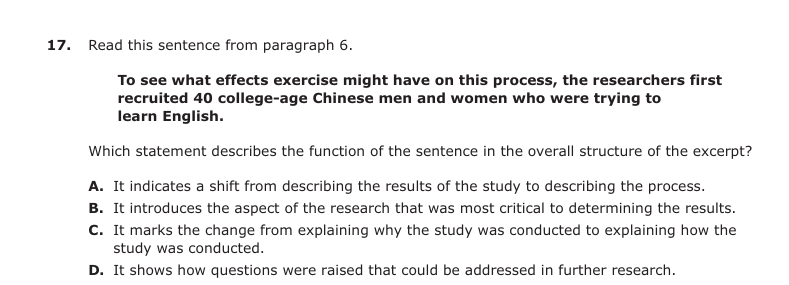 17. Read this sentence from paragraph 6.
To see what effects exercise might have on this process, the researchers first
recruited 40 college-age Chinese men and women who were trying to
learn English.
Which statement describes the function of the sentence in the overall structure of the excerpt?
A. It indicates a shift from describing the results of the study to describing the process.
B. It introduces the aspect of the research that was most critical to determining the results.
C. It marks the change from explaining why the study was conducted to explaining how the
study was conducted.
D. It shows how questions were raised that could be addressed in further research.